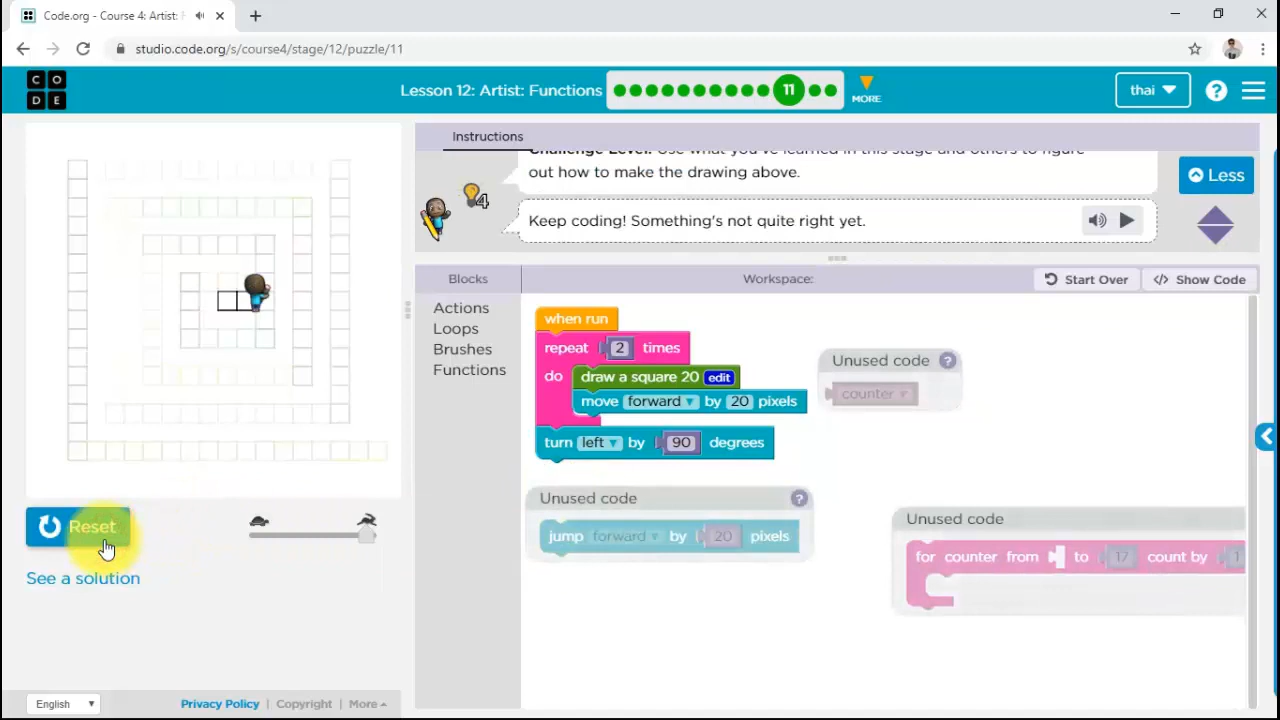 Code.org - Course 4: Artist: F
studio.code.org/s/course4/stage/12/puzzle/11
C O
D E
Lesson 12: Artist: Functions
11
MORE
thai
?
Instructions
out how to make the drawing above.
Less
4
Keep coding! Something's not quite right yet.
Blocks
Workspace:
Start Over
</> Show Code
Actions
Loops
Brushes
Functions
when run
repeat 2 times
do draw a square 20 edit
move forward by 20 pixels
turn left by 90 degrees
Unused code ?
counter
Unused code ?
jump forward by 20 pixels
Unused code
for counter from to 17 count by 1
Reset
See a solution
English
Privacy Policy | Copyright | More